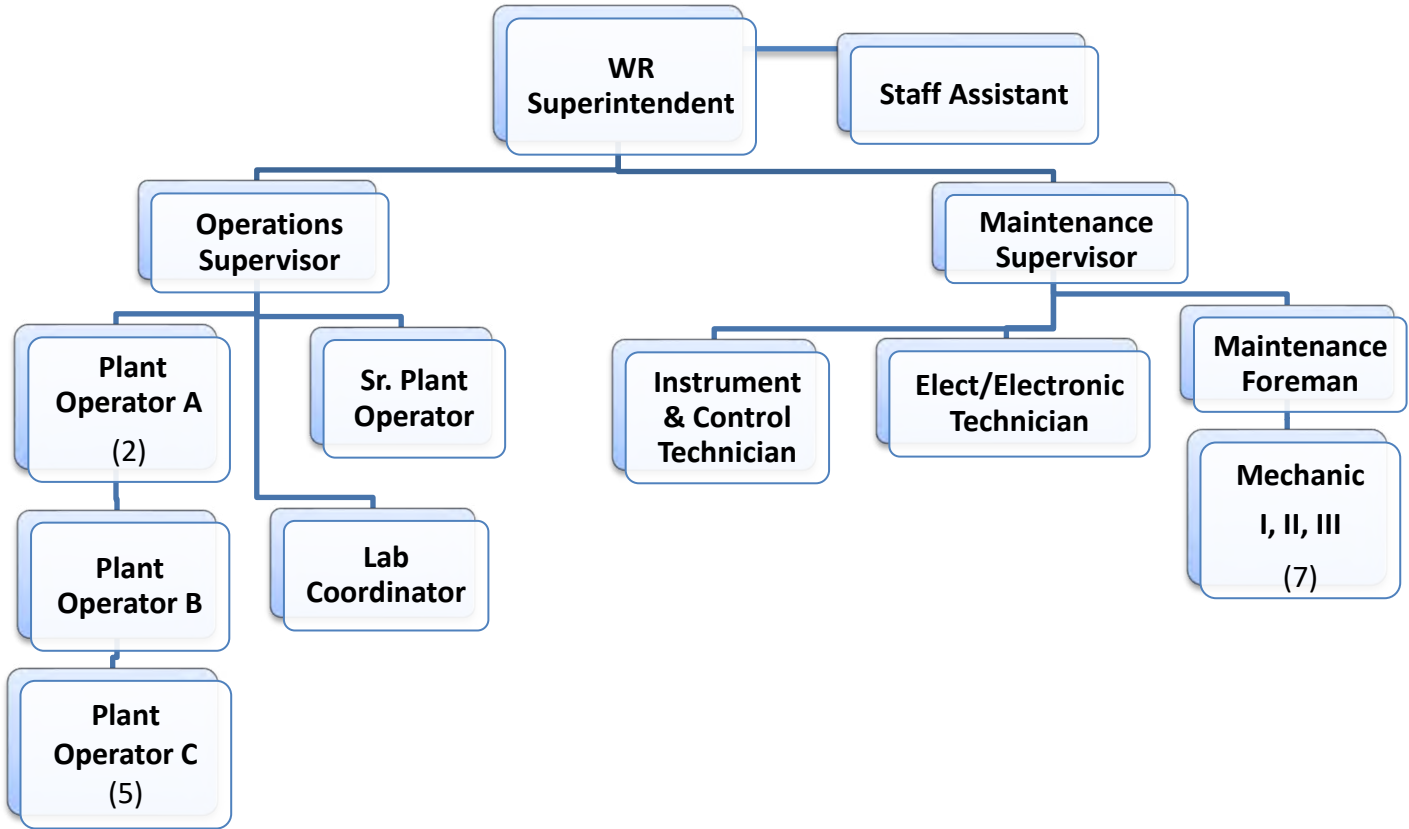 WR
Superintendent
Staff Assistant
Operations
Supervisor
Maintenance
Supervisor
Plant
Operator A
(2)
Sr. Plant
Operator
Instrument
& Control
Technician
Elect/Electronic
Technician
Maintenance
Foreman
Plant
Operator B
Lab
Coordinator
Mechanic
I, II, III
(7)
Plant
Operator C
(5)